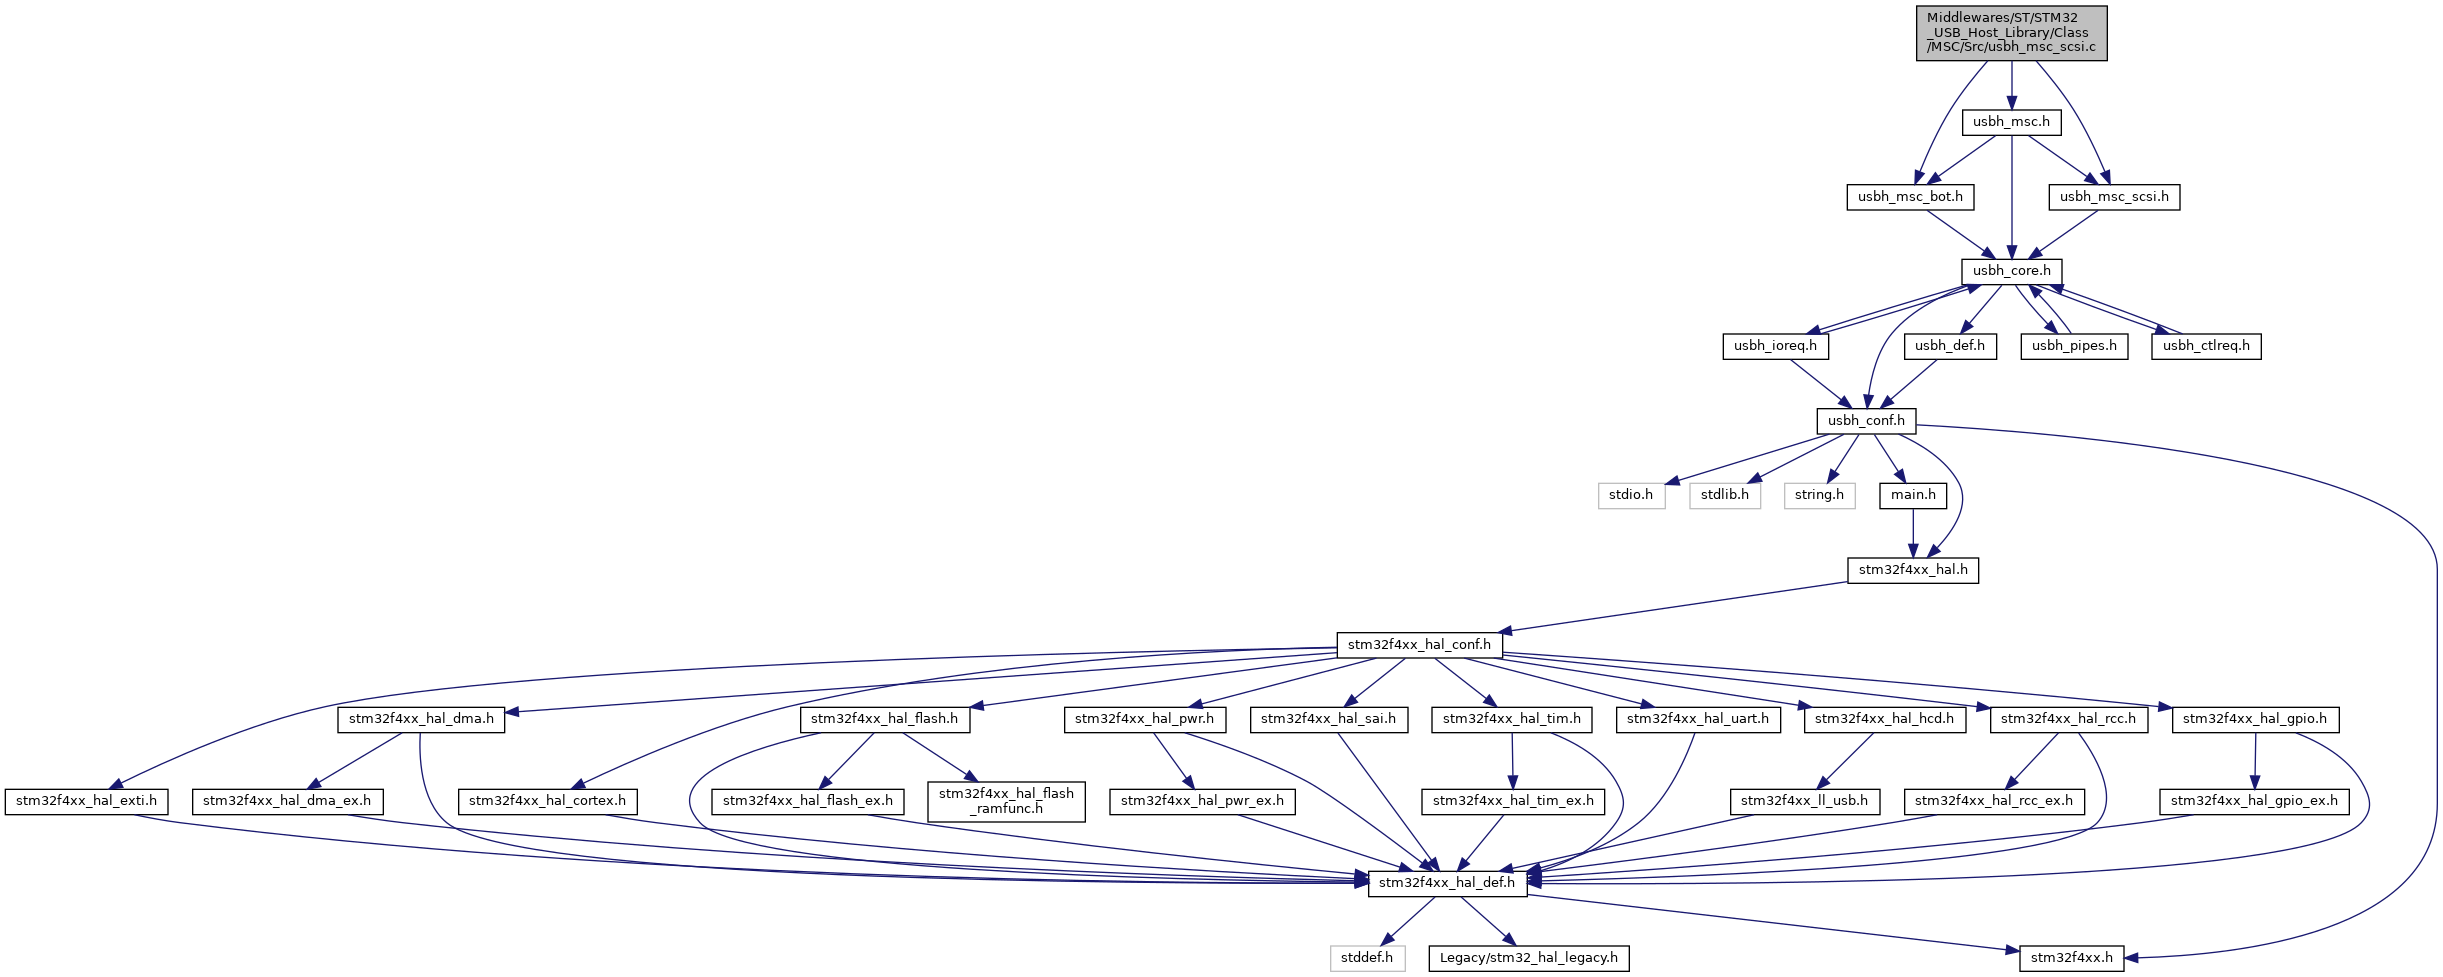 Middlewares/ST/STM32
_USB_Host_Library/Class
/MSC/Src/usbh_msc_scsi.c
usbh_msc.h
usbh_msc_bot.h
usbh_msc_scsi.h
usbh_core.h
usbh_ioreq.h
usbh_def.h
usbh_pipes.h
usbh_ctlreq.h
usbh_conf.h
stdio.h
stdlib.h
string.h
main.h
stm32f4xx_hal.h
stm32f4xx_hal_conf.h
stm32f4xx_hal_dma.h
stm32f4xx_hal_flash.h
stm32f4xx_hal_pwr.h
stm32f4xx_hal_sai.h
stm32f4xx_hal_tim.h
stm32f4xx_hal_uart.h
stm32f4xx_hal_hcd.h
stm32f4xx_hal_rcc.h
stm32f4xx_hal_gpio.h
stm32f4xx_hal_exti.h
stm32f4xx_hal_dma_ex.h
stm32f4xx_hal_cortex.h
stm32f4xx_hal_flash_ex.h
stm32f4xx_hal_flash
_ramfunc.h
stm32f4xx_hal_pwr_ex.h
stm32f4xx_hal_tim_ex.h
stm32f4xx_ll_usb.h
stm32f4xx_hal_rcc_ex.h
stm32f4xx_hal_gpio_ex.h
stm32f4xx_hal_def.h
stddef.h
Legacy/stm32_hal_legacy.h
stm32f4xx.h